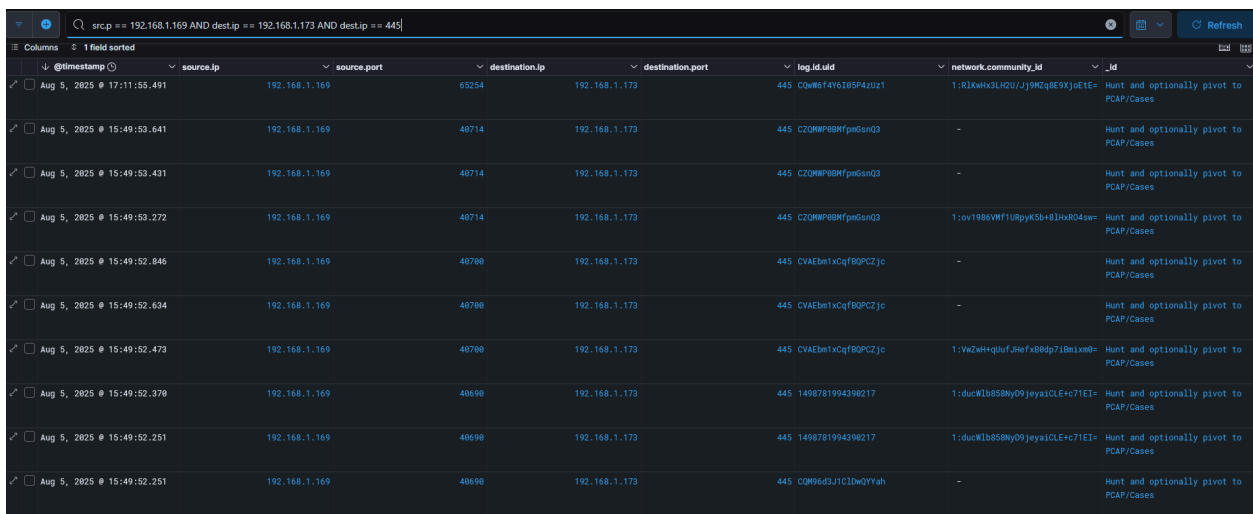 src.p == 192.168.1.169 AND dest.ip == 192.168.1.173 AND dest.ip == 445
Refresh
Columns 1 field sorted
@timestamp source.ip source.port destination.ip destination.port log.id.uid network.community_id _id
Aug 5, 2025 @ 17:11:55.491 192.168.1.169 65254 192.168.1.173 445 CQwW6f4Y6I05P4zUz1 1:RlKwHx3LH2U/Jj9MZq8E9XjoEtE= Hunt and optionally pivot to
PCAP/Cases
Aug 5, 2025 @ 15:49:53.641 192.168.1.169 40714 192.168.1.173 445 CZQMWP0BMfpmGsnQ3 - Hunt and optionally pivot to
PCAP/Cases
Aug 5, 2025 @ 15:49:53.431 192.168.1.169 40714 192.168.1.173 445 CZQMWP0BMfpmGsnQ3 - Hunt and optionally pivot to
PCAP/Cases
Aug 5, 2025 @ 15:49:53.272 192.168.1.169 40714 192.168.1.173 445 CZQMWP0BMfpmGsnQ3 1:ov1986VMf1URpyK5b+8lHxRO4sw= Hunt and optionally pivot to
PCAP/Cases
Aug 5, 2025 @ 15:49:52.846 192.168.1.169 40700 192.168.1.173 445 CVAEbm1xCqfBQPCZjc - Hunt and optionally pivot to
PCAP/Cases
Aug 5, 2025 @ 15:49:52.634 192.168.1.169 40700 192.168.1.173 445 CVAEbm1xCqfBQPCZjc - Hunt and optionally pivot to
PCAP/Cases
Aug 5, 2025 @ 15:49:52.473 192.168.1.169 40700 192.168.1.173 445 CVAEbm1xCqfBQPCZjc 1:VwZwH+qUufJHefxB0dp7iBmixm0= Hunt and optionally pivot to
PCAP/Cases
Aug 5, 2025 @ 15:49:52.370 192.168.1.169 40690 192.168.1.173 445 1498781994390217 1:ducWlb858NyD9jeyaiCLE+c71EI= Hunt and optionally pivot to
PCAP/Cases
Aug 5, 2025 @ 15:49:52.251 192.168.1.169 40690 192.168.1.173 445 1498781994390217 1:ducWlb858NyD9jeyaiCLE+c71EI= Hunt and optionally pivot to
PCAP/Cases
Aug 5, 2025 @ 15:49:52.251 192.168.1.169 40690 192.168.1.173 445 CQM96d3J1ClDwQYYah - Hunt and optionally pivot to
PCAP/Cases